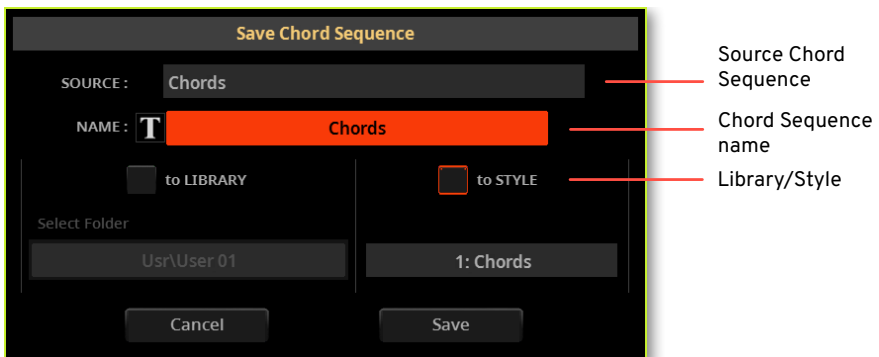 Save Chord Sequence
SOURCE: Chords
Source Chord
Sequence
NAME: T Chords
Chord Sequence
name
to LIBRARY
to STYLE
Library/Style
Select Folder
Usr\User 01
1: Chords
Cancel
Save